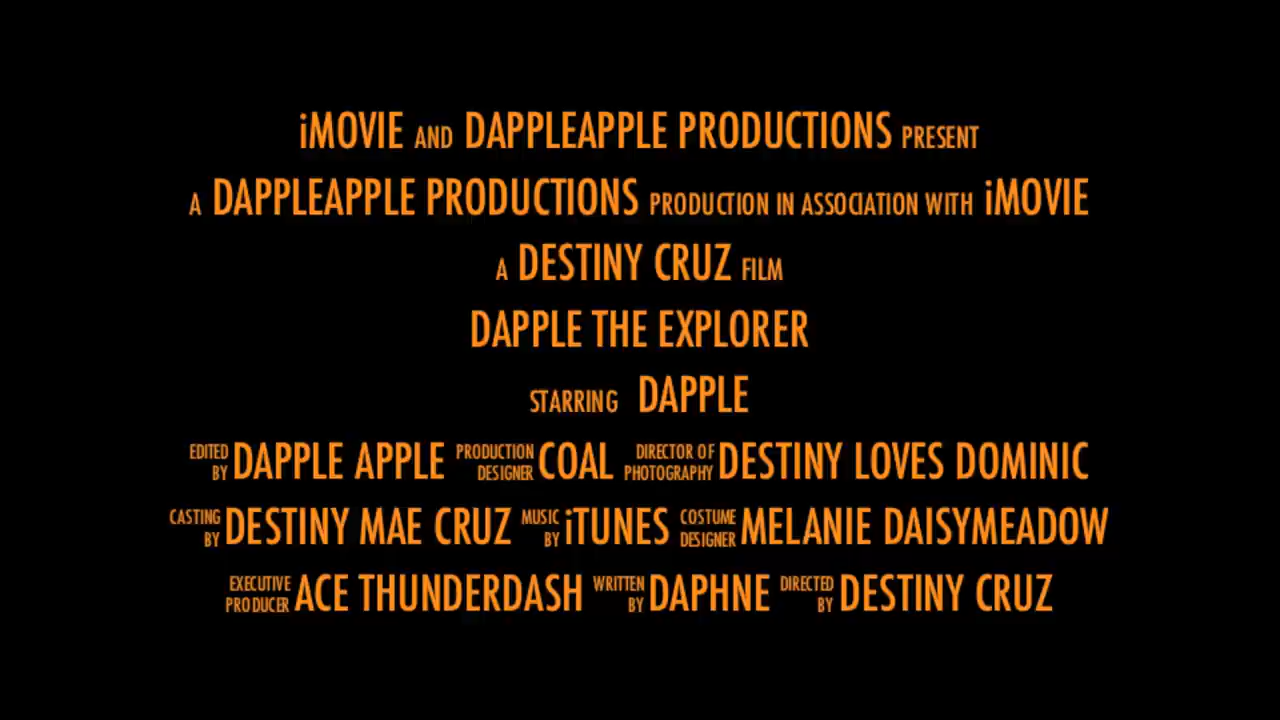 iMOVIE AND DAPPLEAPPLE PRODUCTIONS PRESENT
A DAPPLEAPPLE PRODUCTIONS PRODUCTION IN ASSOCIATION WITH iMOVIE
A DESTINY CRUZ FILM
DAPPLE THE EXPLORER
STARRING DAPPLE
EDITED BY DAPPLE APPLE PRODUCTION DESIGNER COAL DIRECTOR OF PHOTOGRAPHY DESTINY LOVES DOMINIC
CASTING BY DESTINY MAE CRUZ MUSIC BY iTUNES COSTUME DESIGNER MELANIE DAISYMEADOW
EXECUTIVE PRODUCER ACE THUNDERDASH WRITTEN BY DAPHNE DIRECTED BY DESTINY CRUZ